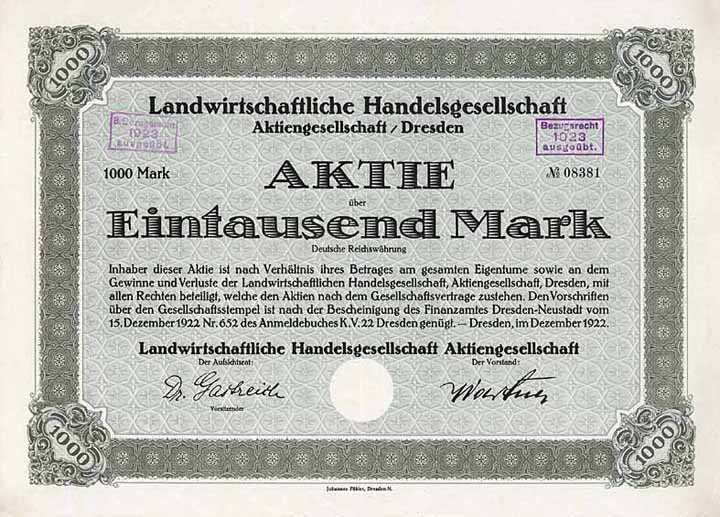 1000
1000
Landwirtschaftliche Handelsgesellschaft
Aktiengesellschaft / Dresden
1923
ausgeübt.
Bezugsrecht
1923
ausgeübt.
1000 Mark
AKTIE
№ 08381
über
Eintausend Mark
Deutsche Reichswährung
Inhaber dieser Aktie ist nach Verhältnis ihres Betrages am gesamten Eigentume sowie an dem
Gewinne und Verluste der Landwirtschaftlichen Handelsgesellschaft, Aktiengesellschaft, Dresden, mit
allen Rechten beteiligt, welche den Aktien nach dem Gesellschaftsvertrage zustehen. Den Vorschriften
über den Gesellschaftsstempel ist nach der Bescheinigung des Finanzamtes Dresden-Neustadt vom
15. Dezember 1922 Nr. 652 des Anmeldebuches K. V. 22 Dresden genügt. — Dresden, im Dezember 1922.
Landwirtschaftliche Handelsgesellschaft Aktiengesellschaft
Der Aufsichtsrat:
Der Vorstand:
Dr.
Vorsitzender
1000
1000
Johannes Päßler, Dresden-N.